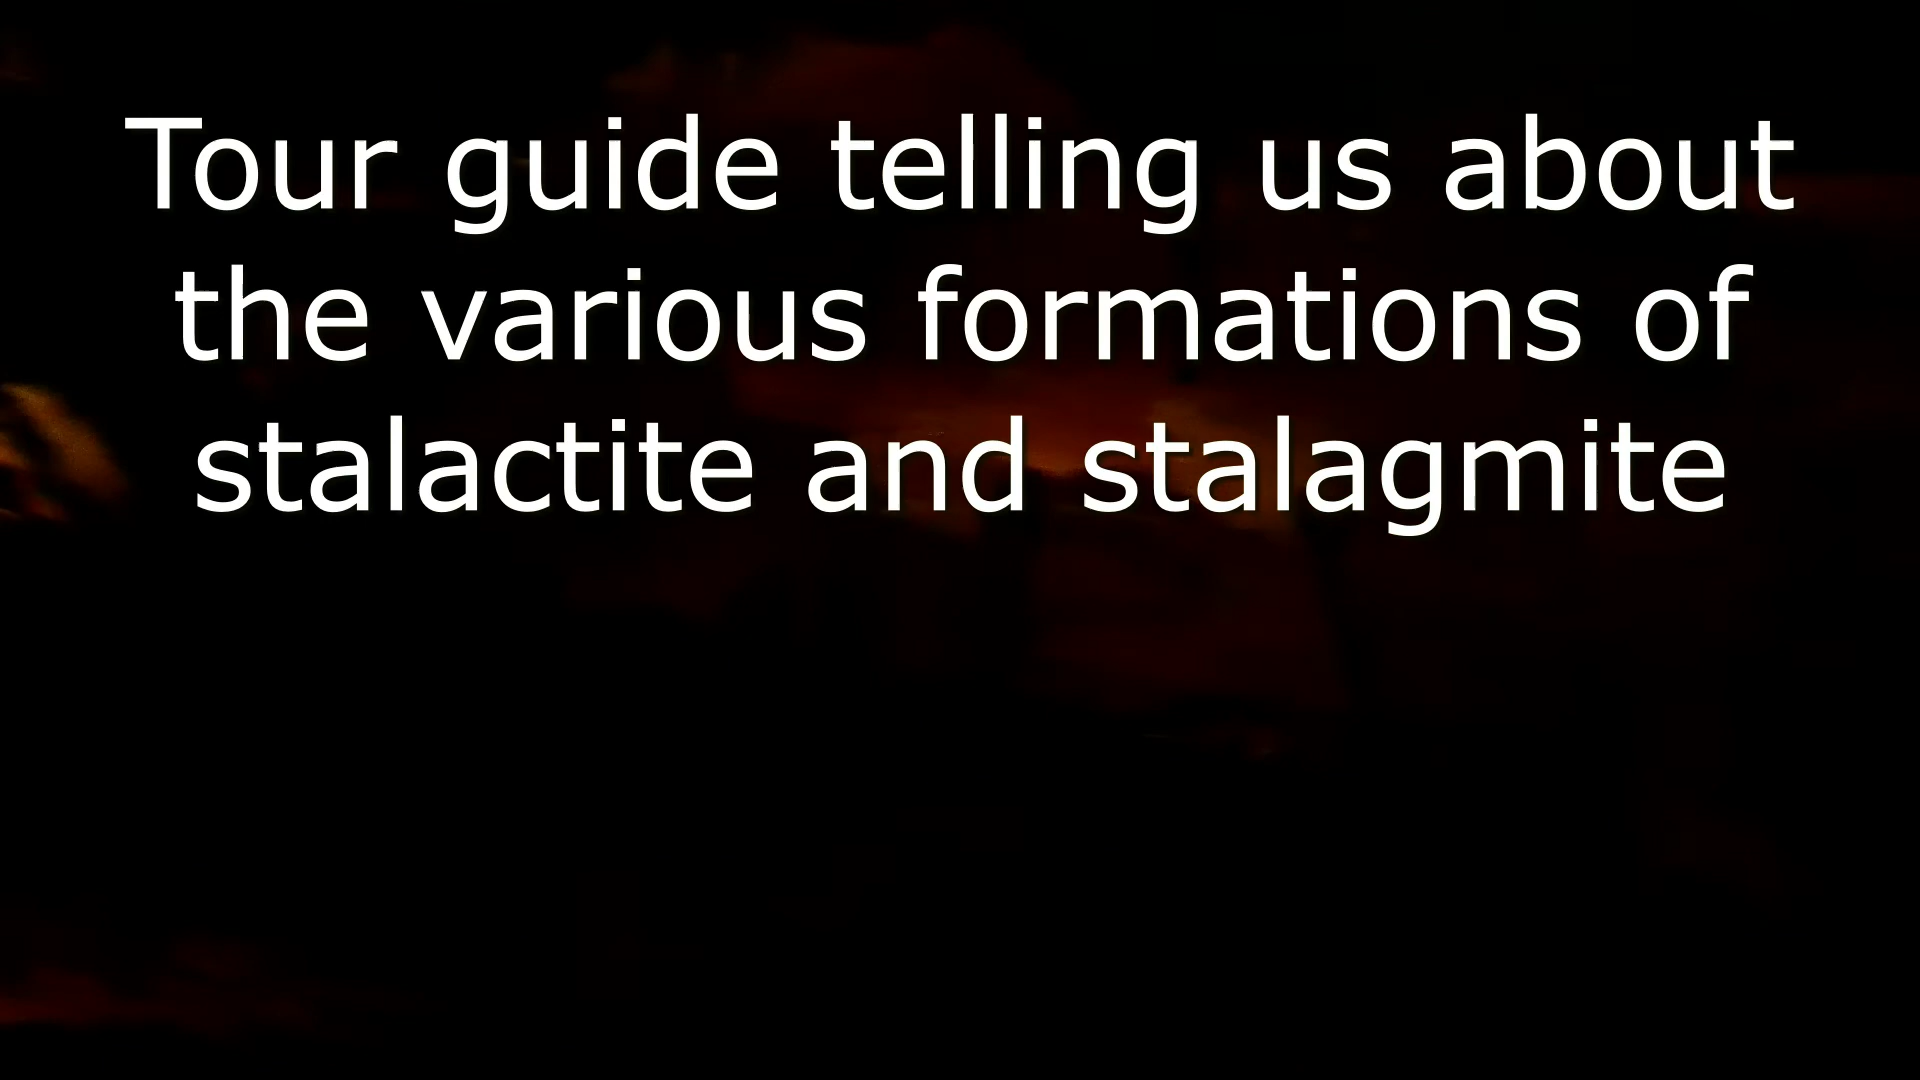 Tour guide telling us about
the various formations of
stalactite and stalagmite